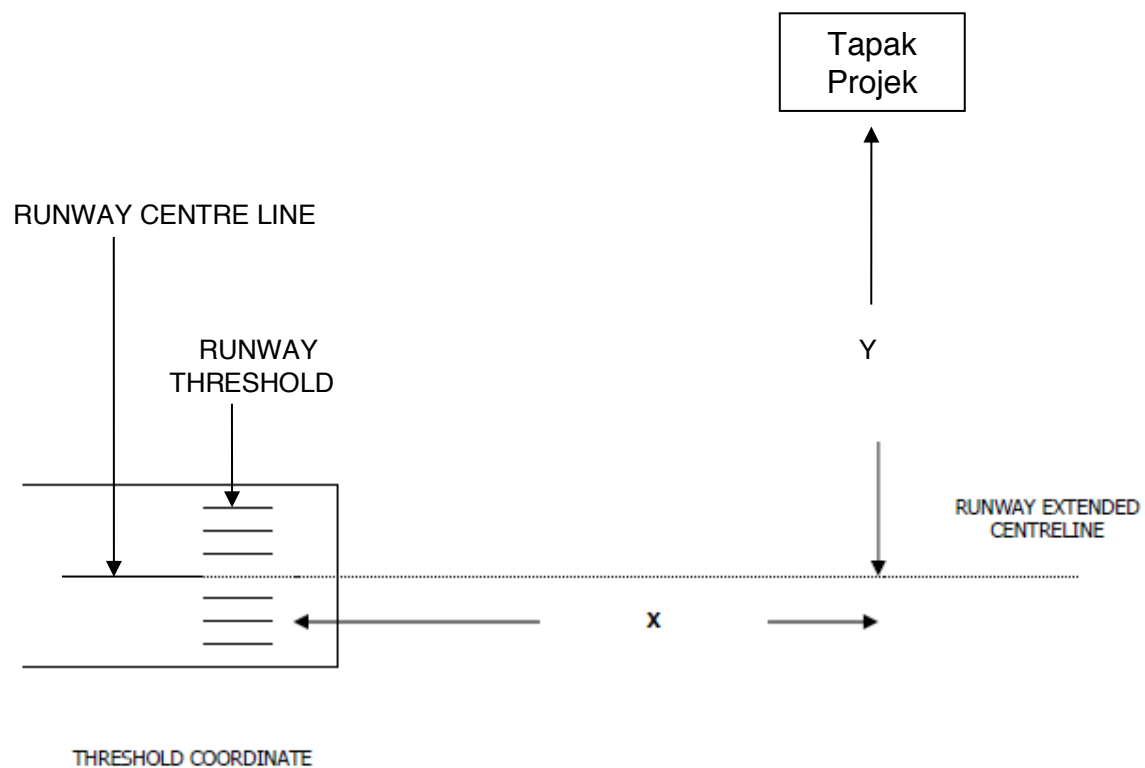 Tapak
Projek
RUNWAY CENTRE LINE
RUNWAY
THRESHOLD
Y
RUNWAY EXTENDED
CENTRELINE
X
THRESHOLD COORDINATE